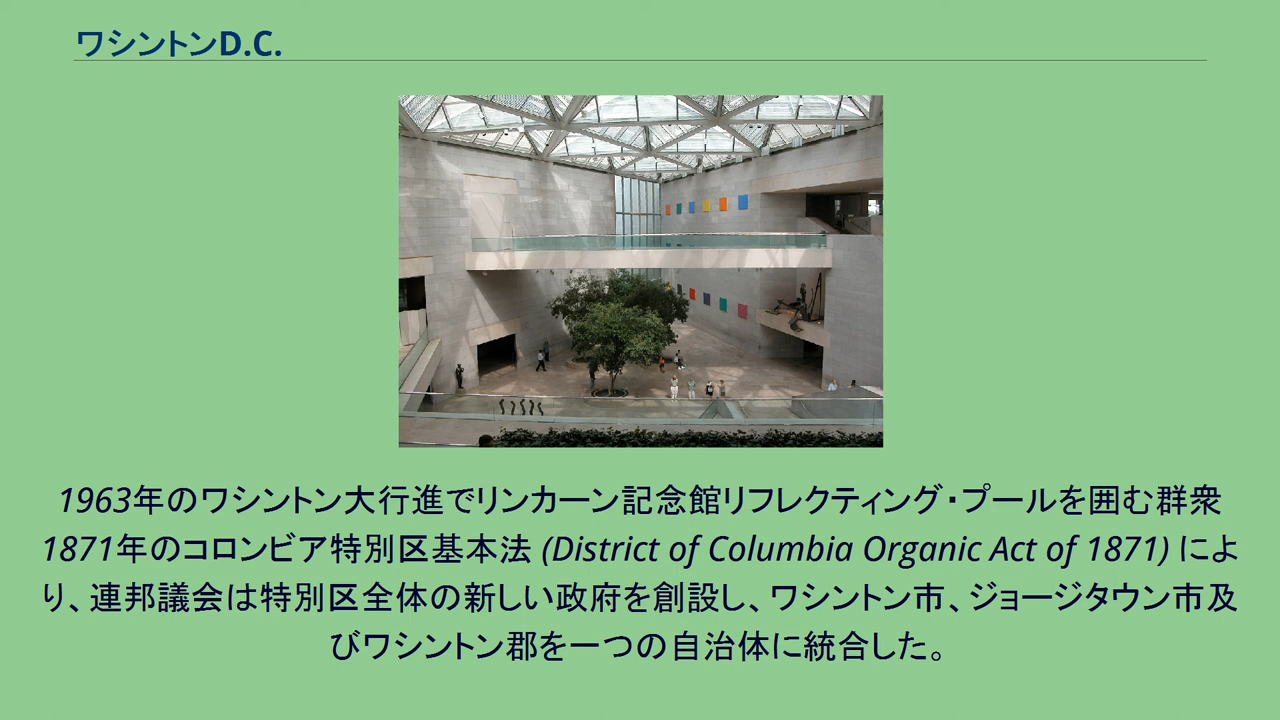 ワシントンD.C.
1963年のワシントン大行進でリンカーン記念館リフレクティング・プールを囲む群衆
1871年のコロンビア特別区基本法 (District of Columbia Organic Act of 1871) によ
り、連邦議会は特別区全体の新しい政府を創設し、ワシントン市、ジョージタウン市及
びワシントン郡を一つの自治体に統合した。